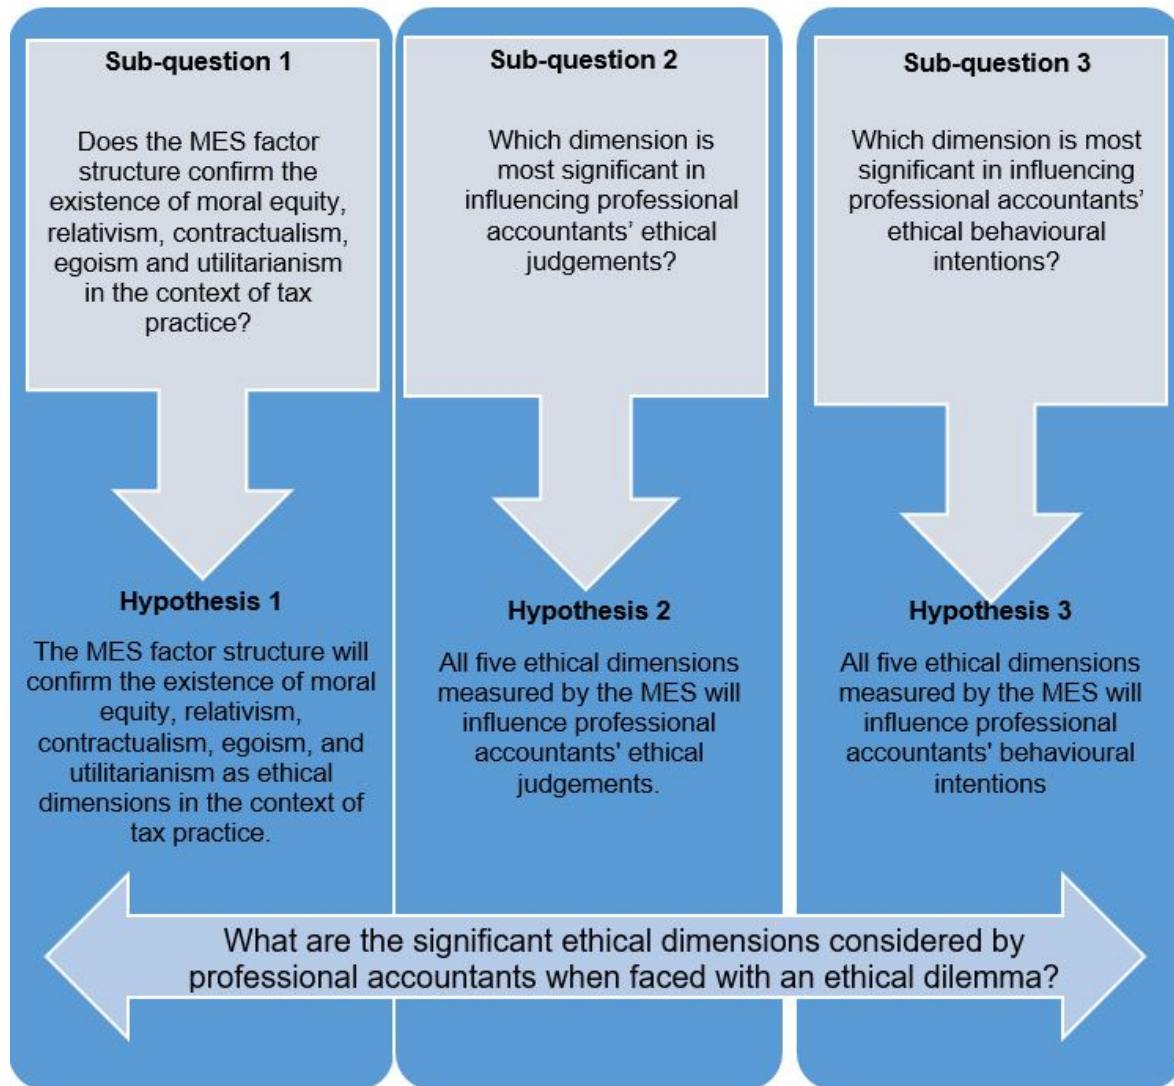 Sub-question 1
Does the MES factor
structure confirm the
existence of moral equity,
relativism, contractualism,
egoism and utilitarianism
in the context of tax
practice?
Sub-question 2
Which dimension is
most significant in
influencing professional
accountants’ ethical
judgements?
Sub-question 3
Which dimension is most
significant in influencing
professional accountants’
ethical behavioural
intentions?
Hypothesis 1
The MES factor structure will
confirm the existence of moral
equity, relativism,
contractualism, egoism, and
utilitarianism as ethical
dimensions in the context of
tax practice.
Hypothesis 2
All five ethical dimensions
measured by the MES will
influence professional
accountants' ethical
judgements.
Hypothesis 3
All five ethical dimensions
measured by the MES will
influence professional
accountants' behavioural
intentions
What are the significant ethical dimensions considered by
professional accountants when faced with an ethical dilemma?